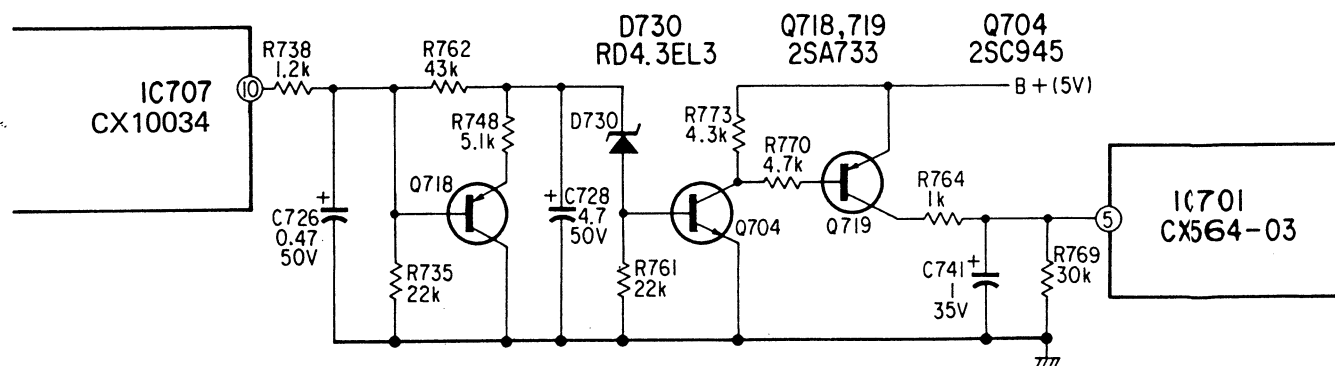 D730
RD4.3EL3
Q718,719
2SA733
Q704
2SC945
R738
1.2k
R762
43k
B+(5V)
IC707
CX10034
10
R748
5.1k
D730
R773
4.3k
R770
4.7k
Q718
R764
1k
C726
0.47
50V
+
+
C728
4.7
50V
Q704
Q719
5
IC701
CX564-03
R735
22k
R761
22k
C741
1
35V
+
R769
30k